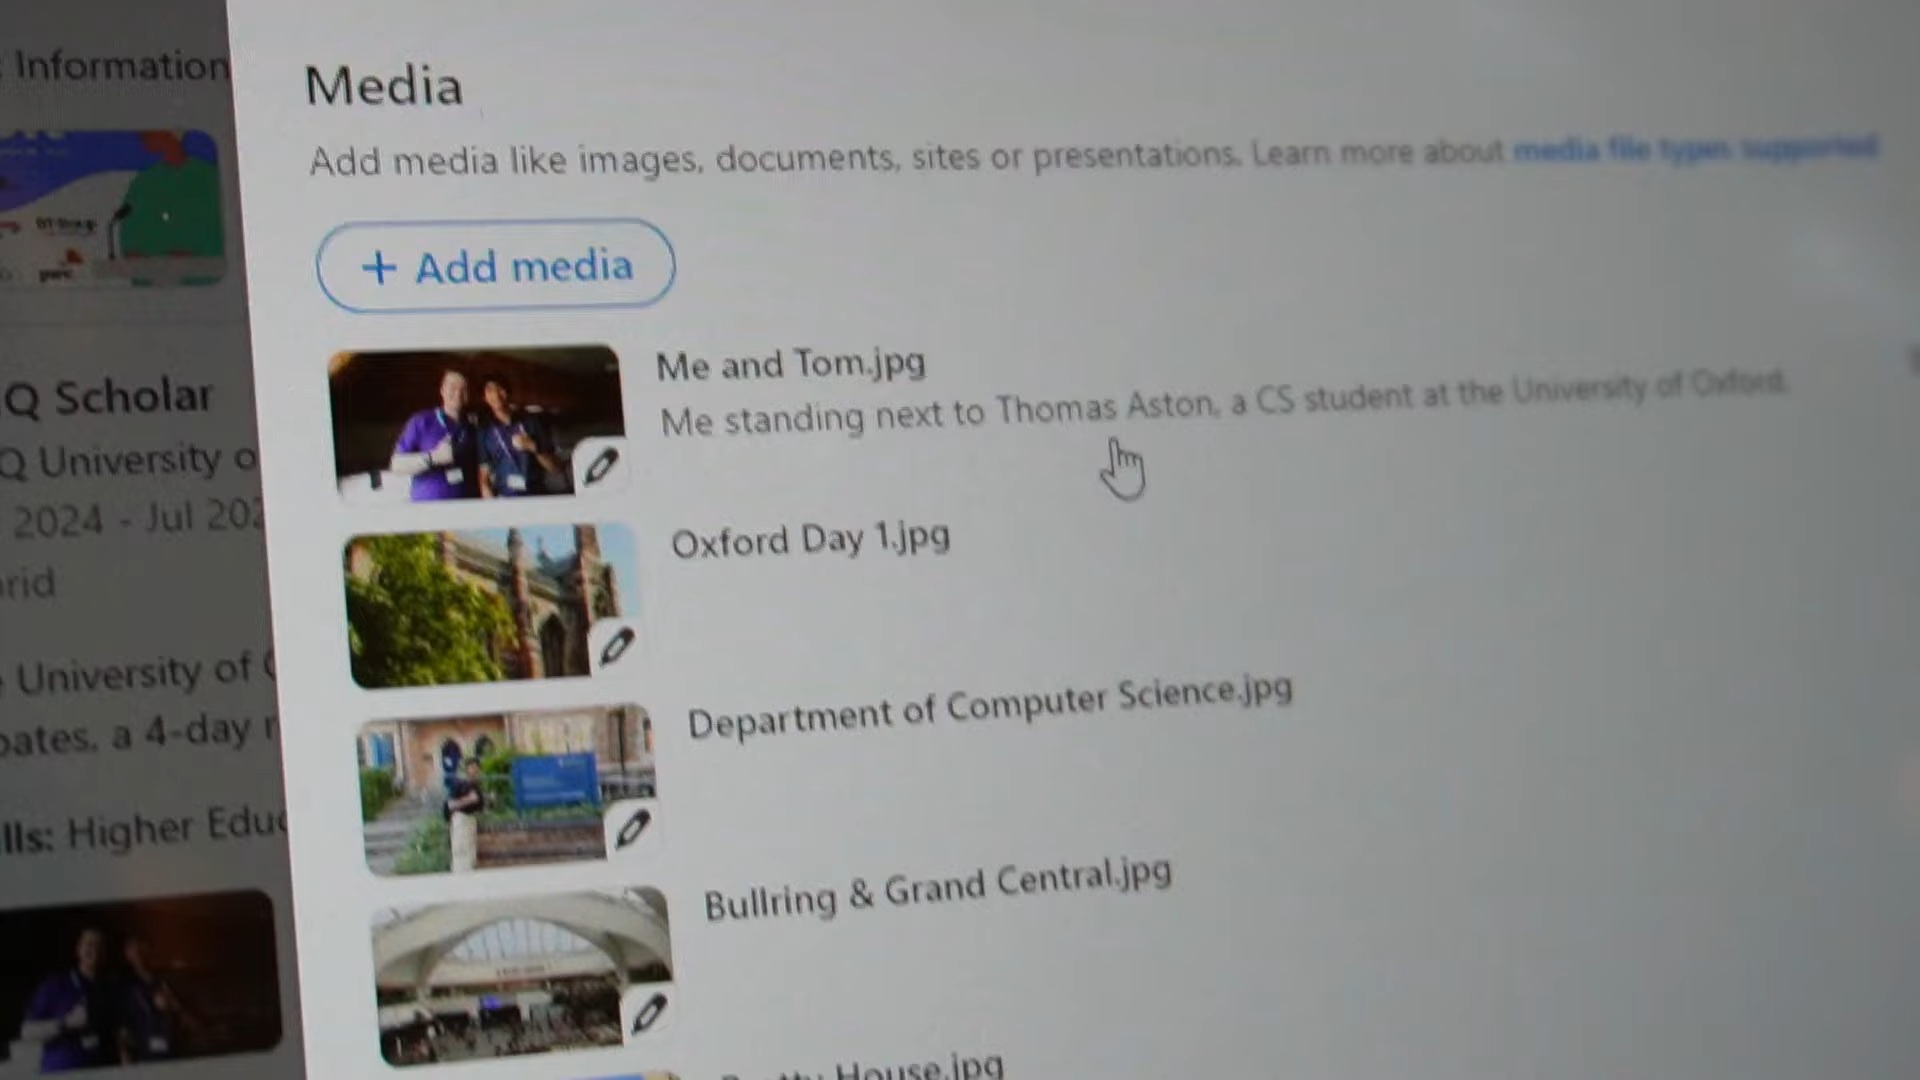 Information
Media
Add media like images, documents, sites or presentations. Learn more about media file types supported
+ Add media
pwc
Me and Tom.jpg
Me standing next to Thomas Aston, a CS student at the University of Oxford.
Q Scholar
Q University o
2024 - Jul 202
rid
Oxford Day 1.jpg
University of
ates, a 4-day r
Department of Computer Science.jpg
lls: Higher Educ
Bullring & Grand Central.jpg
House.jpg